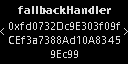 fallbackHandler
0xfd0732Dc9E303f09f
< CEf3a7388Ad10A8345 >
9Ec99